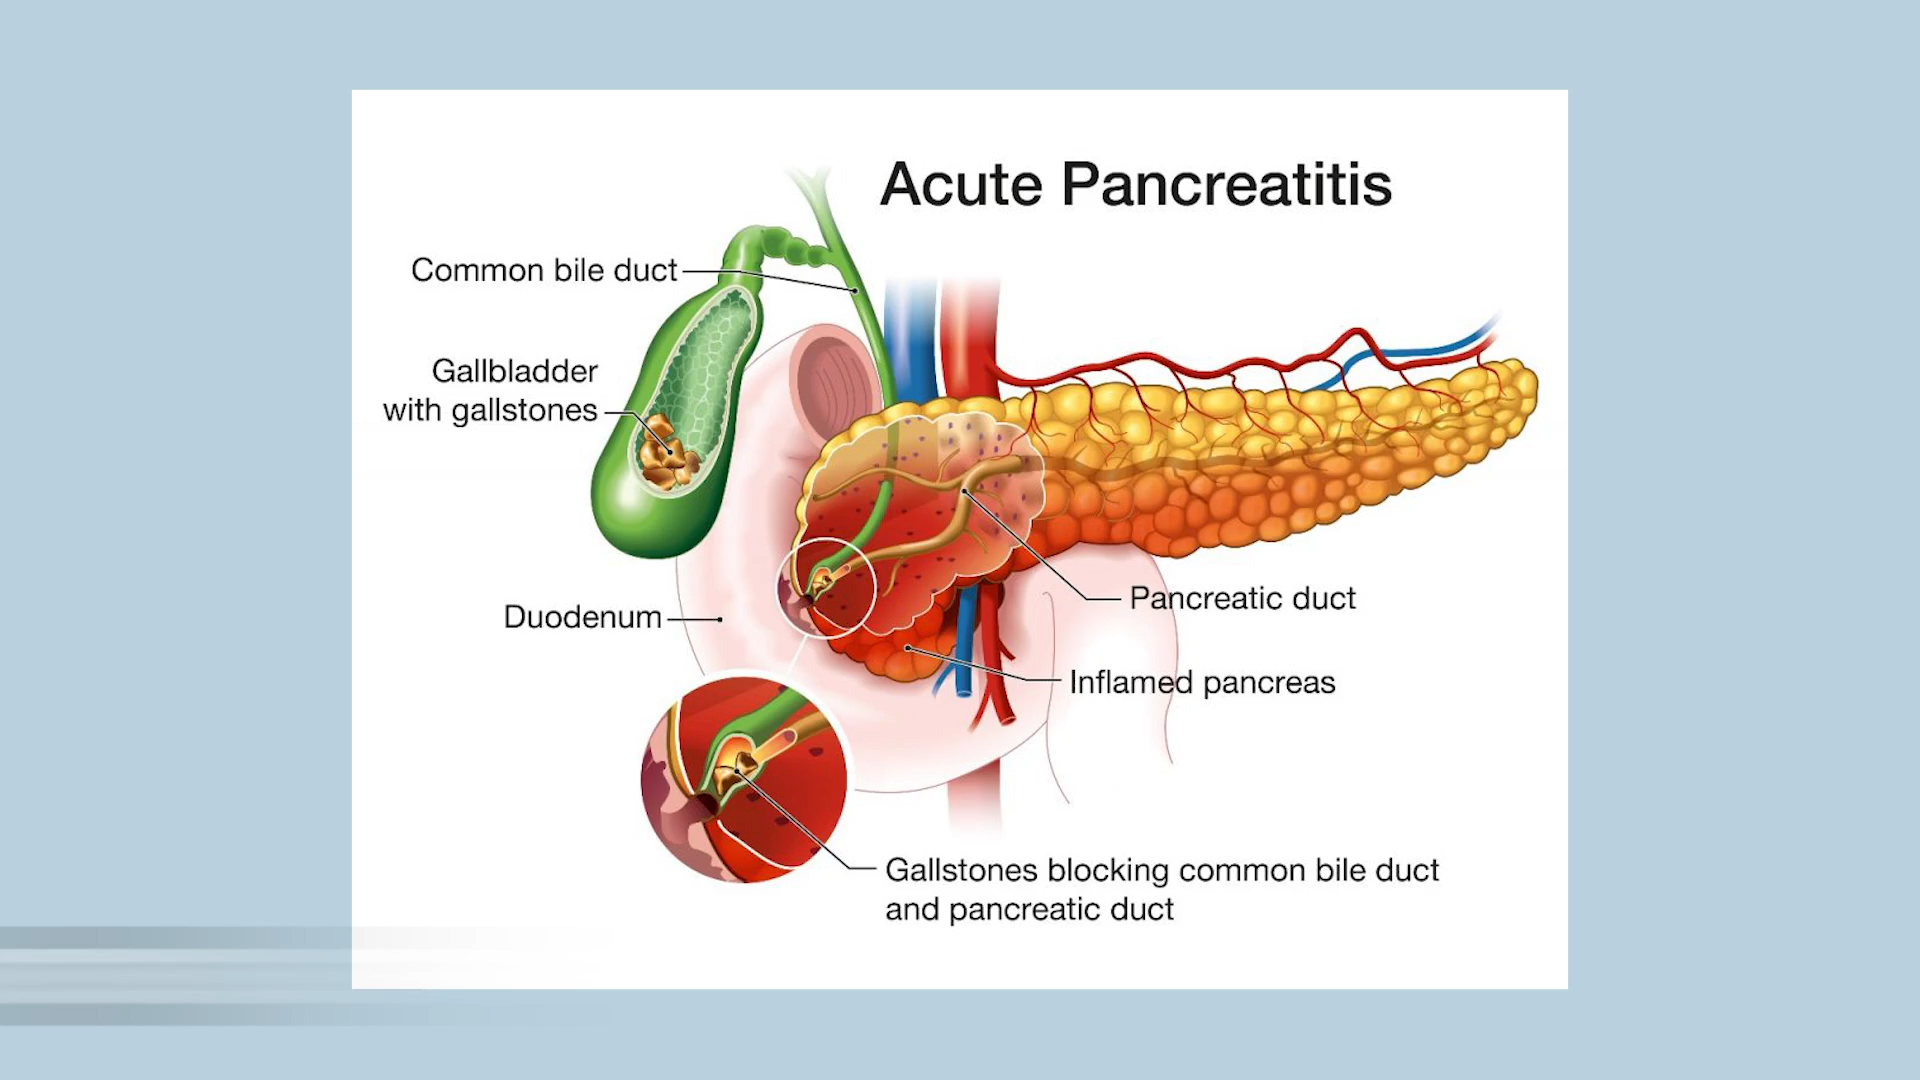 Acute Pancreatitis
Common bile duct
Gallbladder
with gallstones
Duodenum
Pancreatic duct
Inflamed pancreas
Gallstones blocking common bile duct
and pancreatic duct